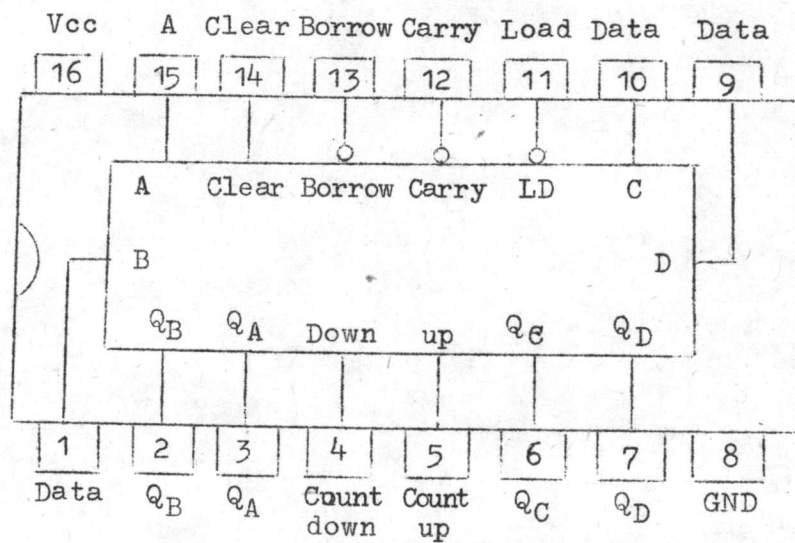 Vcc A Clear Borrow Carry Load Data Data
16 15 14 13 12 11 10 9
A Clear Borrow Carry LD C
B D
QB QA Down up QC QD
1 2 3 4 5 6 7 8
Data QB QA Count down Count up QC QD GND